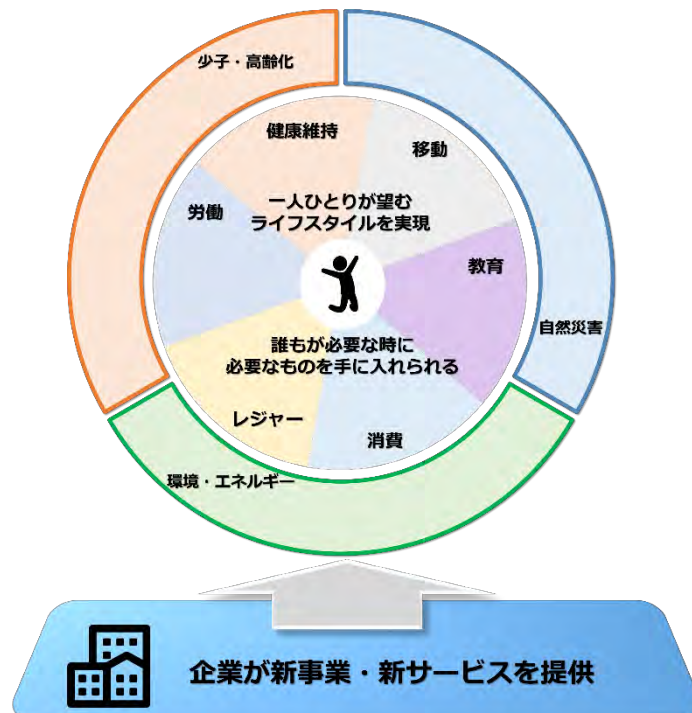 少子・高齢化
健康維持
移動
一人ひとりが望む
ライフスタイルを実現
労働
教育
自然災害
誰もが必要な時に
必要なものを手に入れられる
レジャー
消費
環境・エネルギー
企業が新事業・新サービスを提供